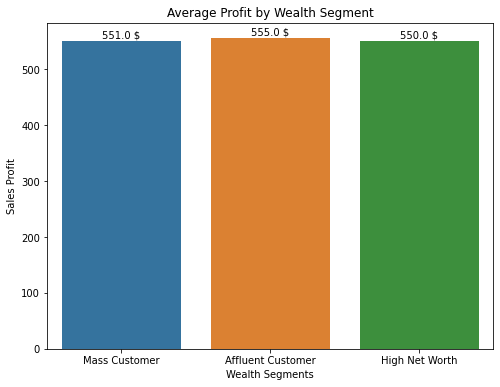 Average Profit by Wealth Segment
551.0 $
555.0 $
550.0 $
500
400
300
200
100
0
Sales Profit
Mass Customer
Affluent Customer
High Net Worth
Wealth Segments